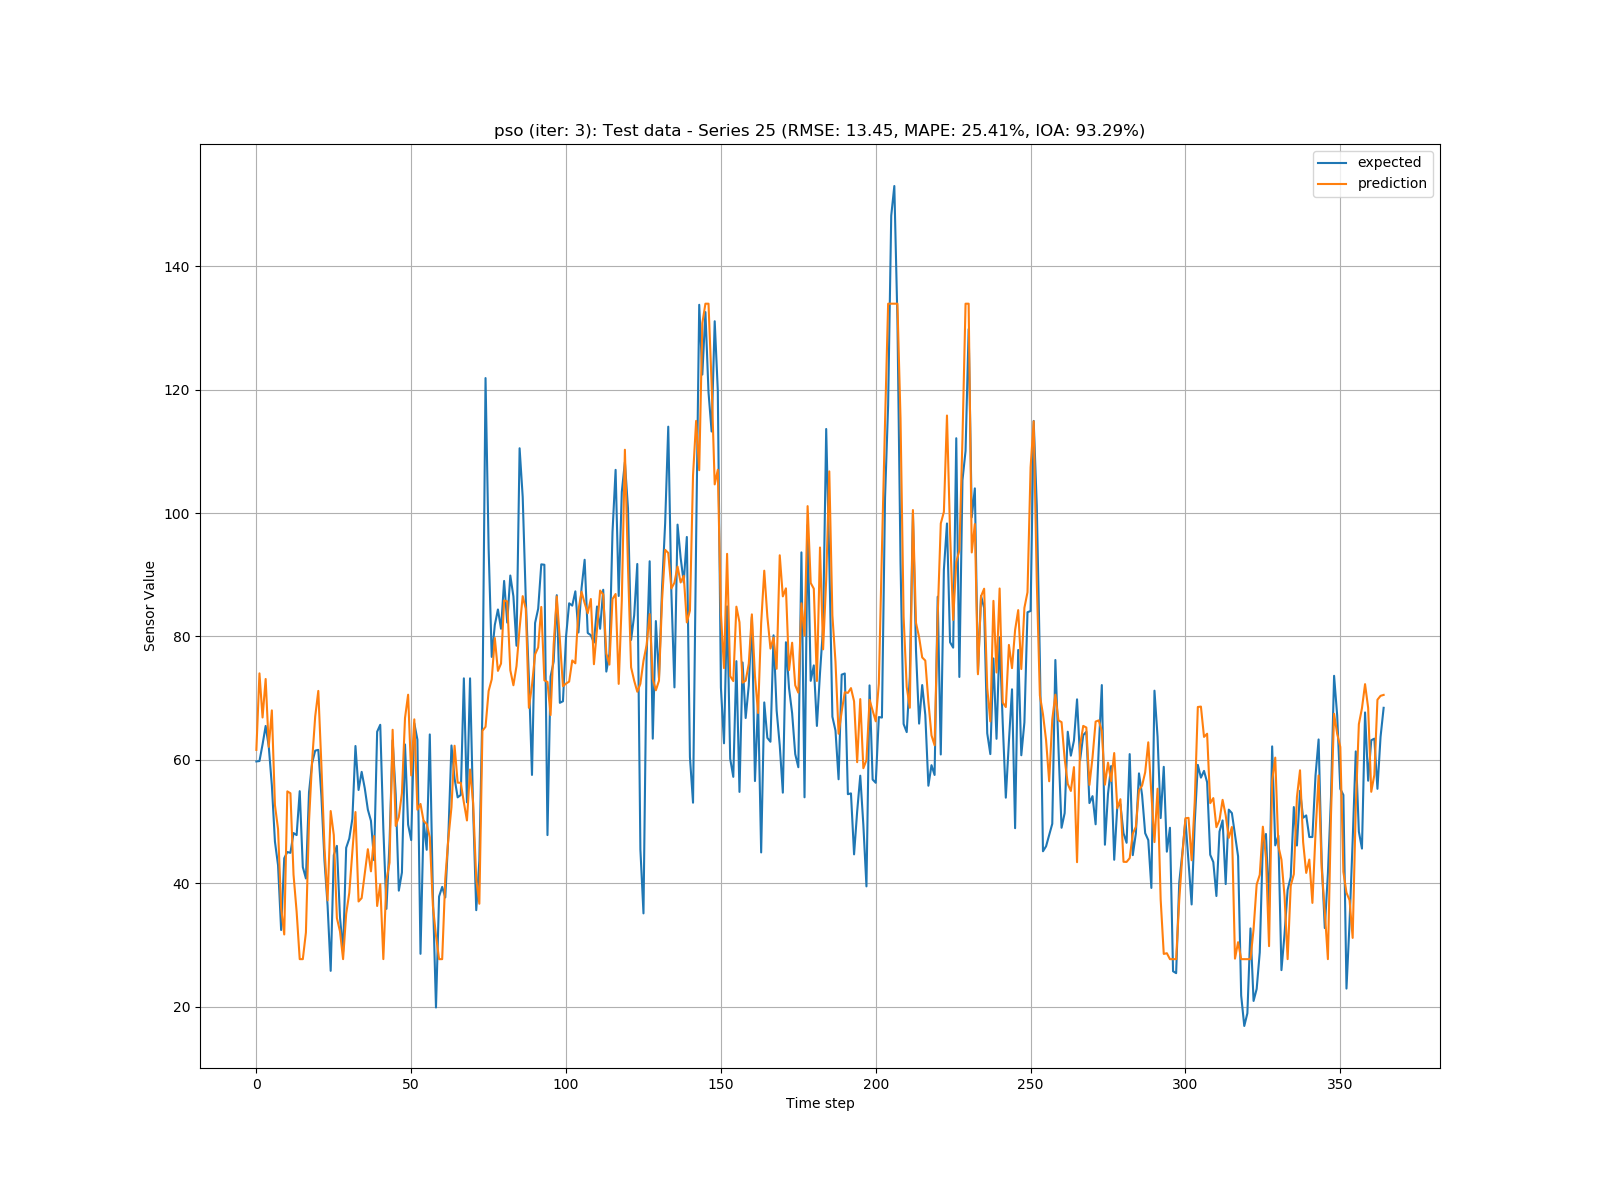 pso (iter: 3): Test data - Series 25 (RMSE: 13.45, MAPE: 25.41%, IOA: 93.29%)
expected
prediction
140
120
100
80
60
40
20
Sensor Value
0 50 100 150 200 250 300 350
Time step